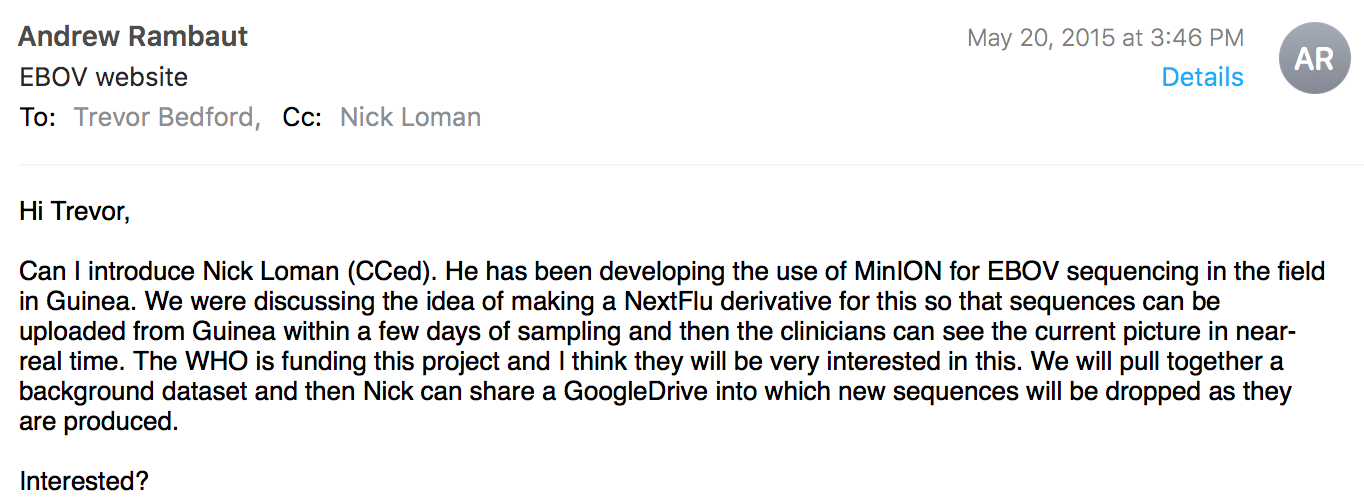 Andrew Rambaut
May 20, 2015 at 3:46 PM
AR
EBOV website
Details
To: Trevor Bedford, Cc: Nick Loman
Hi Trevor,
Can I introduce Nick Loman (CCed). He has been developing the use of MinION for EBOV sequencing in the field
in Guinea. We were discussing the idea of making a NextFlu derivative for this so that sequences can be
uploaded from Guinea within a few days of sampling and then the clinicians can see the current picture in near-
real time. The WHO is funding this project and I think they will be very interested in this. We will pull together a
background dataset and then Nick can share a GoogleDrive into which new sequences will be dropped as they
are produced.
Interested?